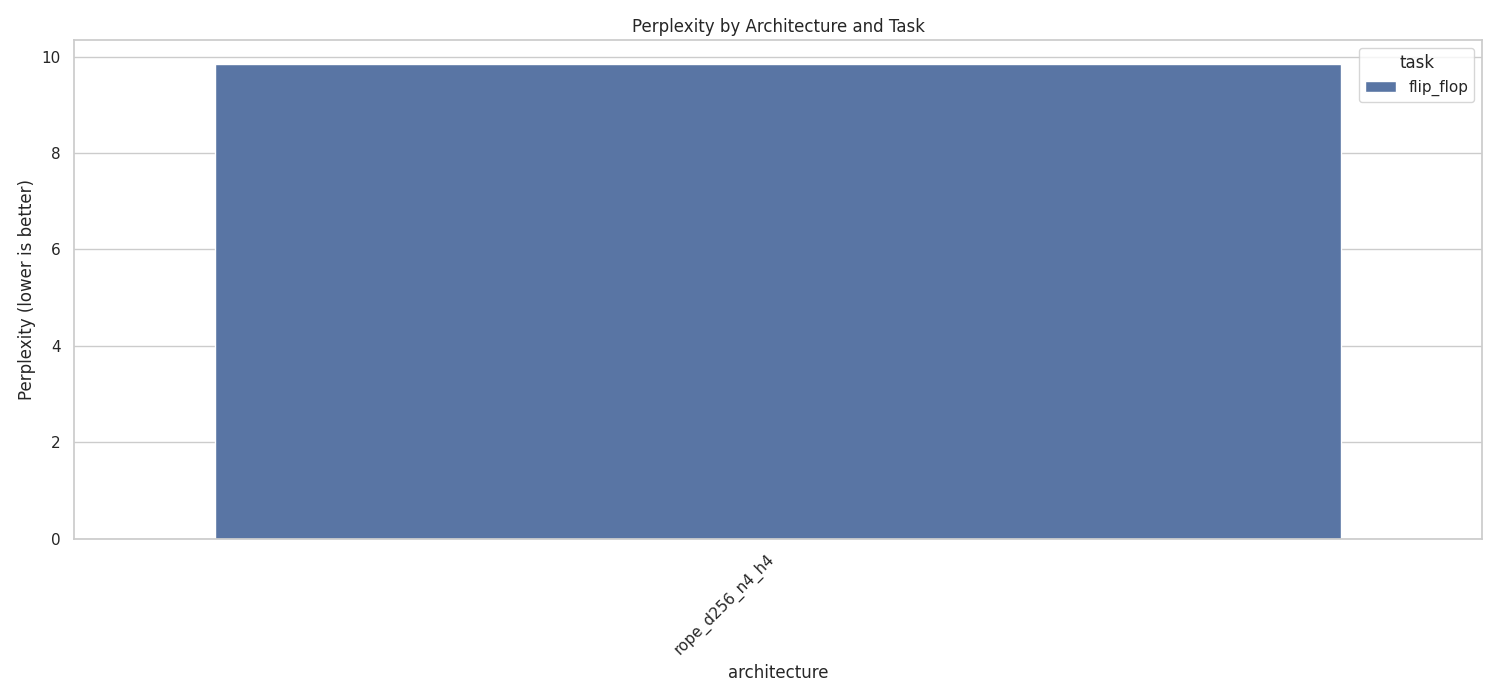 Perplexity by Architecture and Task
task
flip_flop
Perplexity (lower is better)
10
8
6
4
2
0
rope_d256_n4_h4
architecture